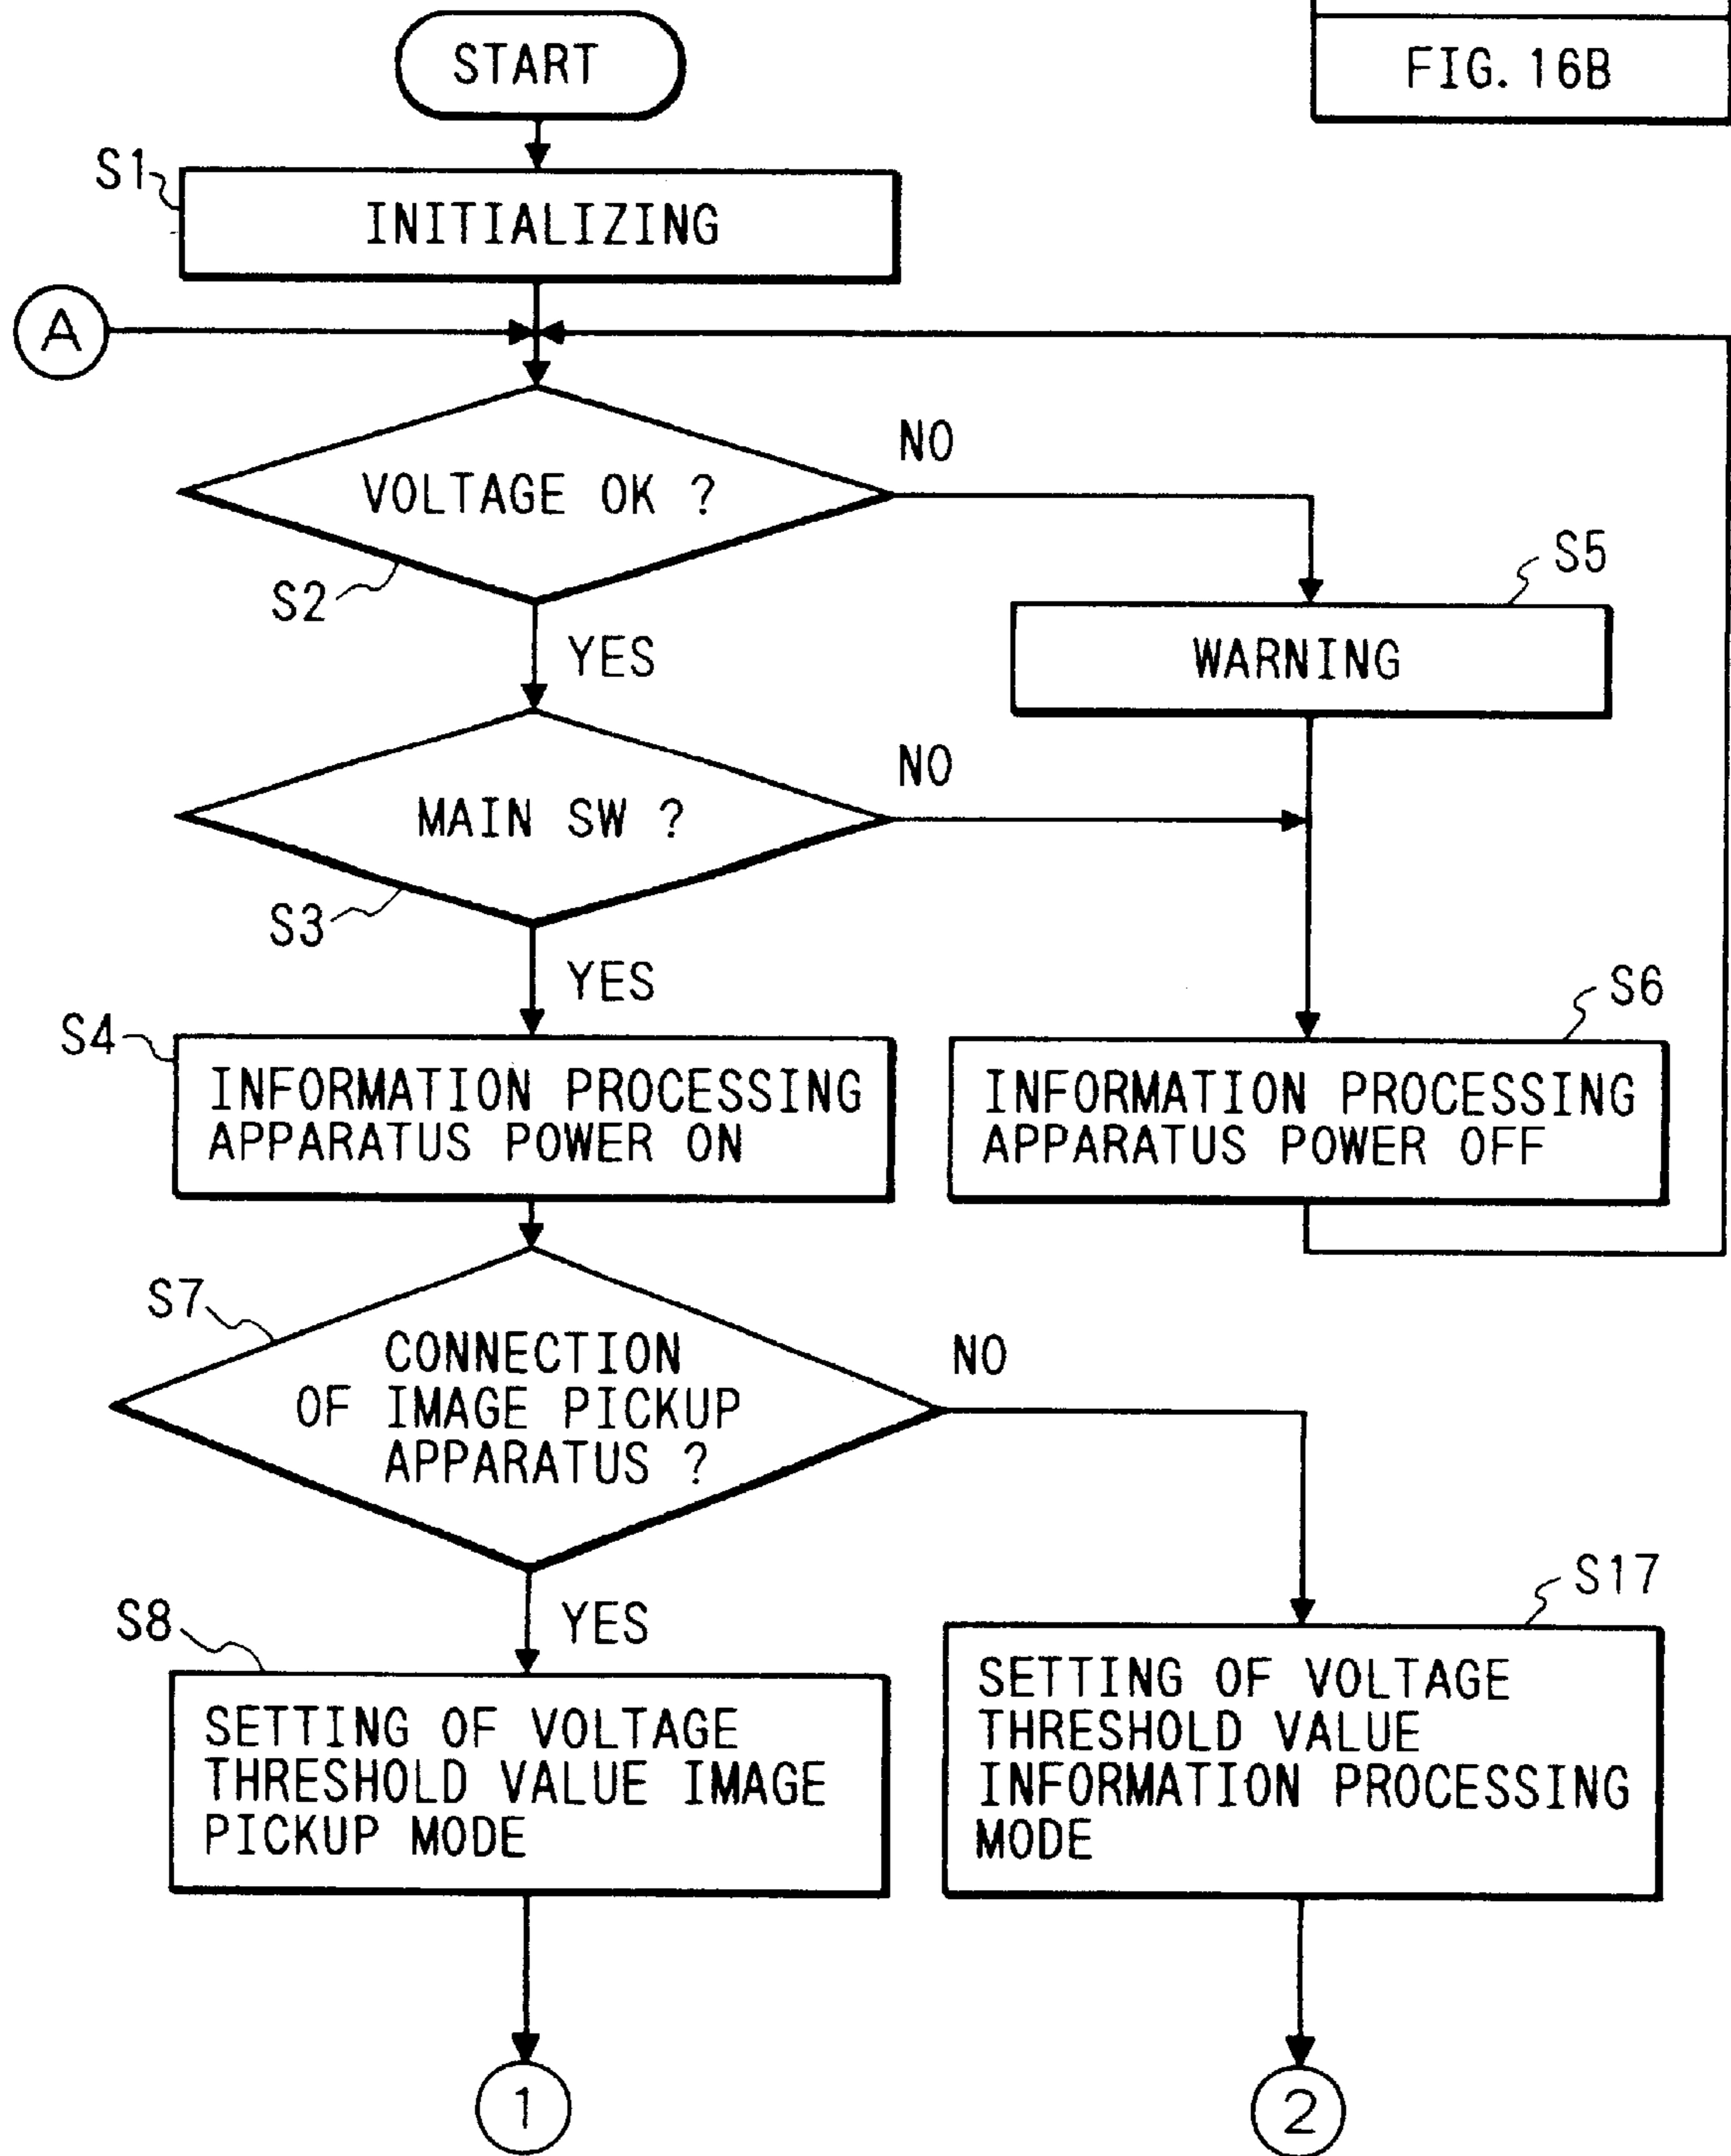 FIG. 16B
START
S1
INITIALIZING
A
VOLTAGE OK ?
NO
S2
YES
S5
WARNING
MAIN SW ?
NO
S3
YES
S4
INFORMATION PROCESSING
APPARATUS POWER ON
S6
INFORMATION PROCESSING
APPARATUS POWER OFF
S7
CONNECTION
OF IMAGE PICKUP
APPARATUS ?
NO
YES
S8
SETTING OF VOLTAGE
THRESHOLD VALUE IMAGE
PICKUP MODE
S17
SETTING OF VOLTAGE
THRESHOLD VALUE
INFORMATION PROCESSING
MODE
1
2